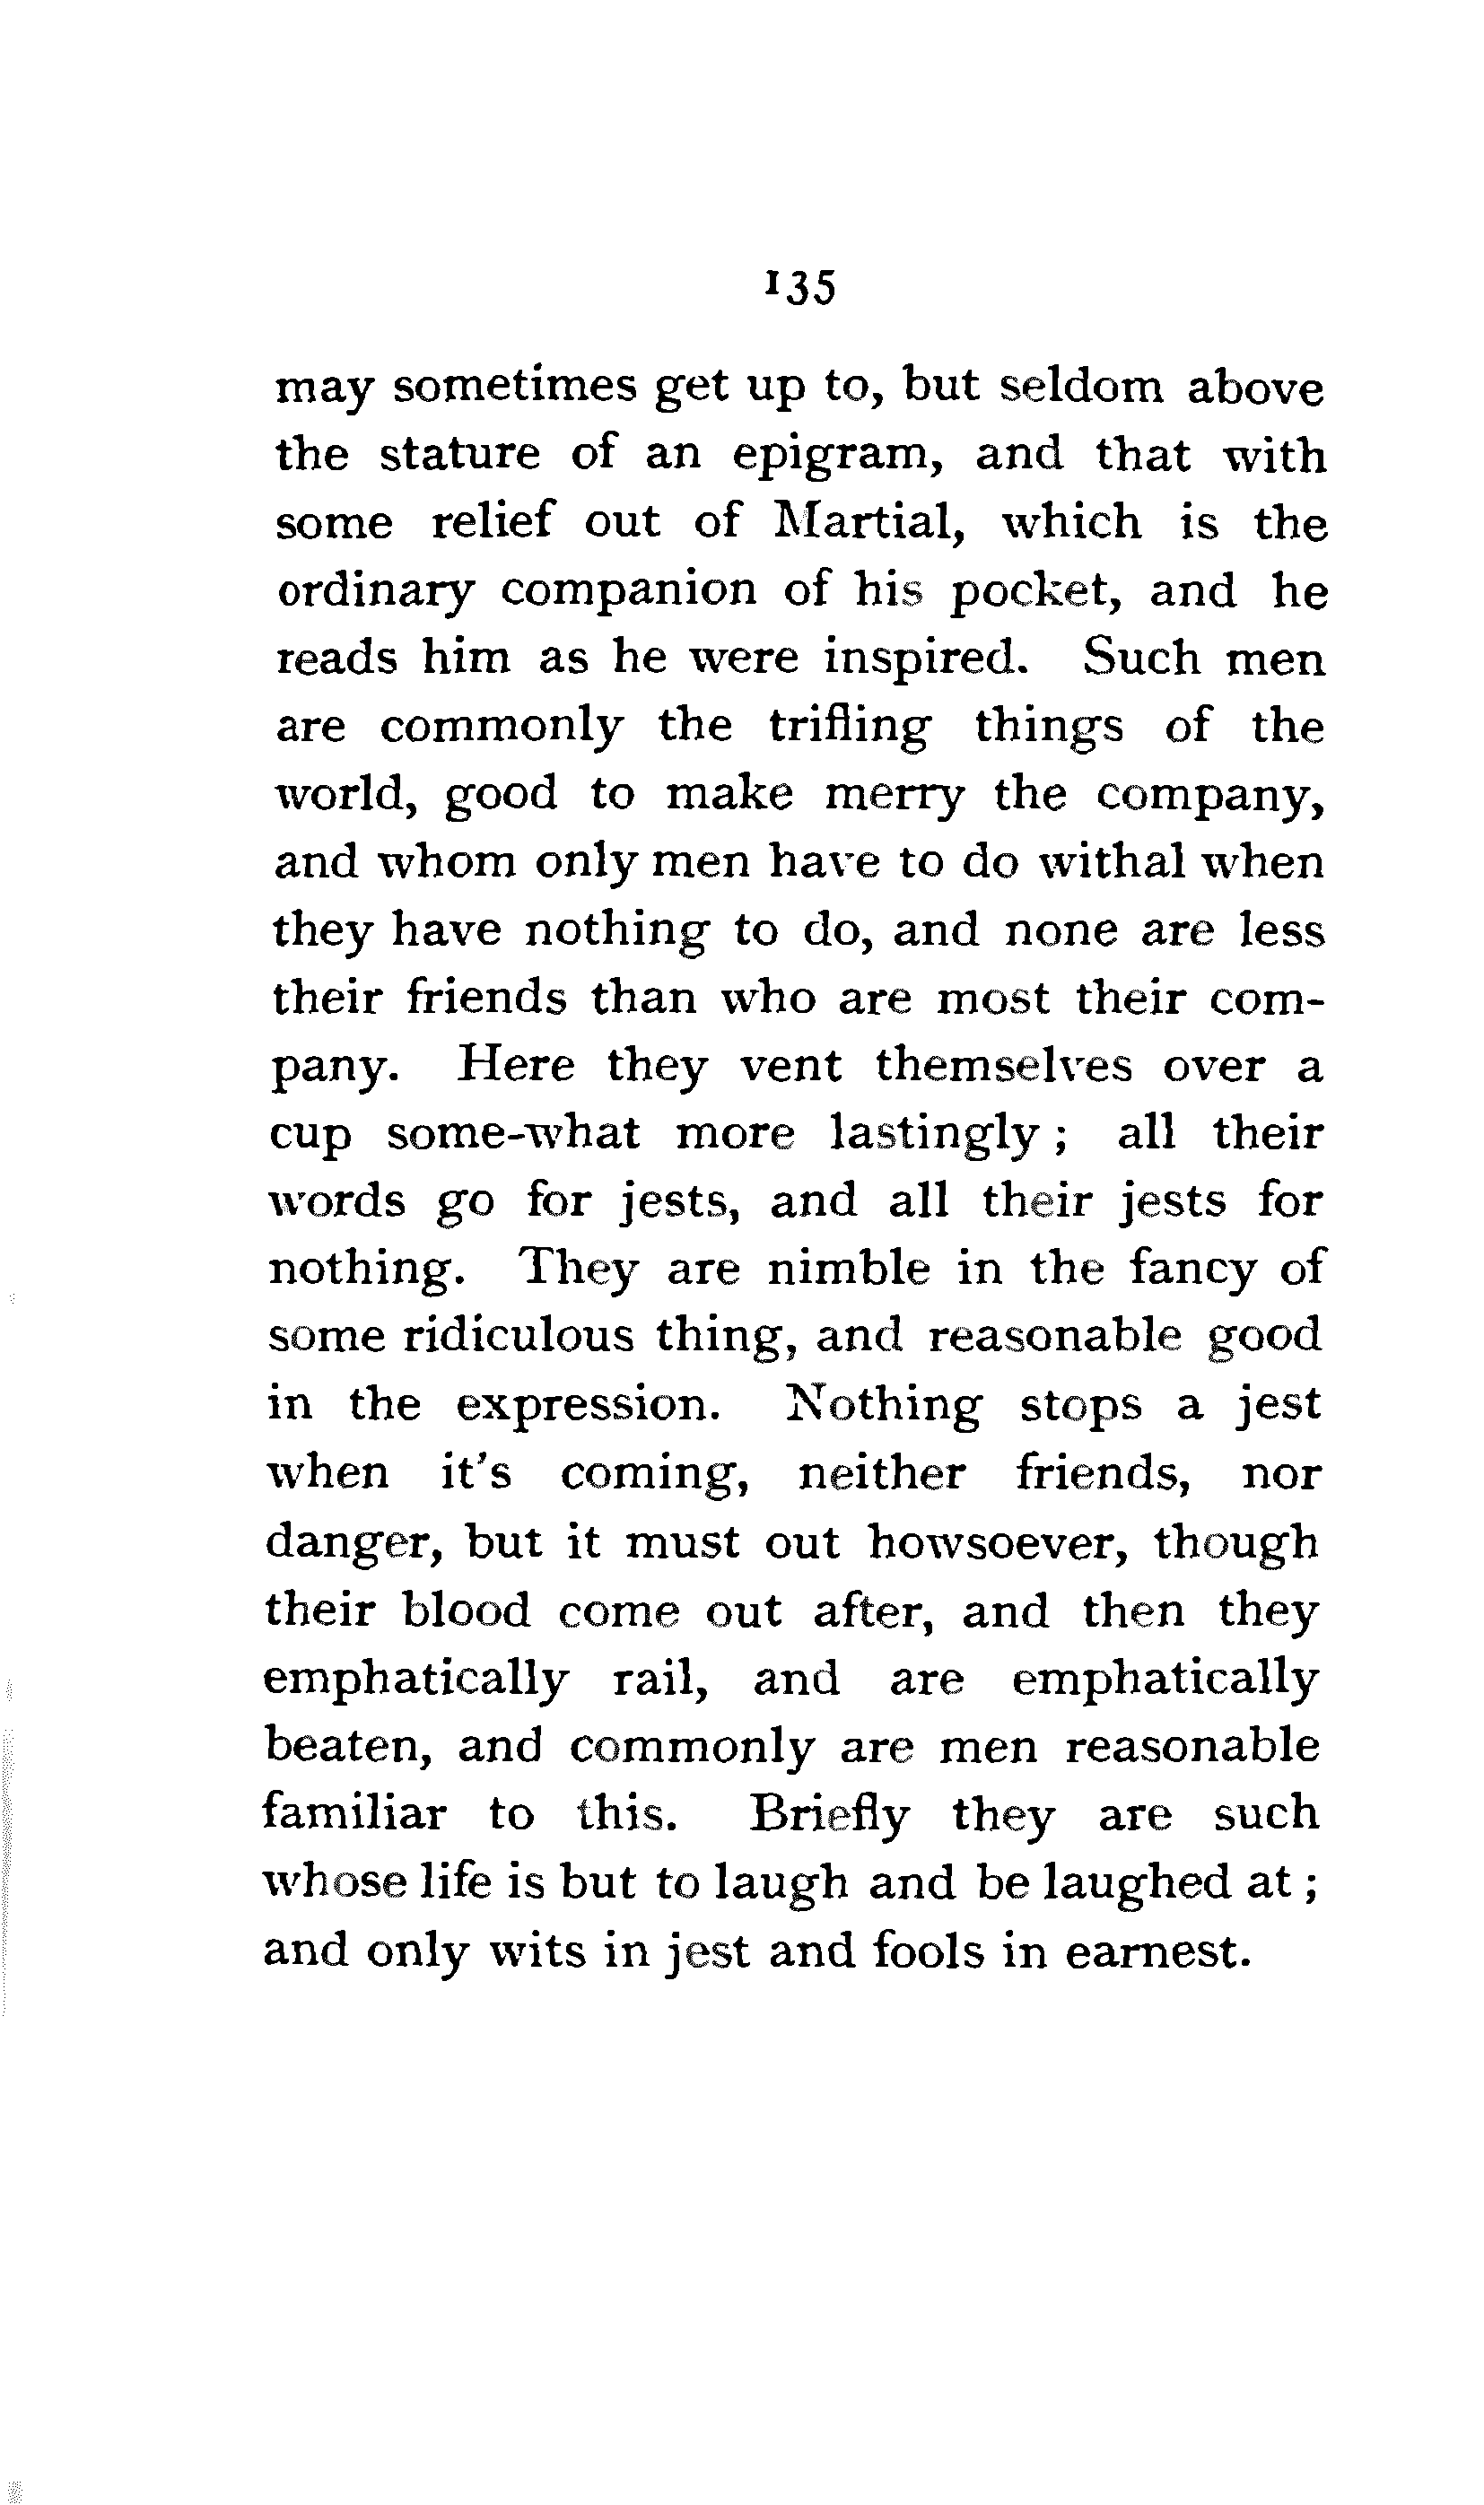 135
may sometimes get up to, but seldom above
the stature of an epigram, and that with
some relief out of Martial, which is the
ordinary companion of his pocket, and he
reads him as he were inspired. Such men
are commonly the trifling things of the
world, good to make merry the company,
and whom only men have to do withal when
they have nothing to do, and none are less
their friends than who are most their com-
pany. Here they vent themselves over a
cup some-what more lastingly ; all their
words go for jests, and all their jests for
nothing. They are nimble in the fancy of
some ridiculous thing, and reasonable good
in the expression. Nothing stops a jest
when it's coming, neither friends, nor
danger, but it must out howsoever, though
their blood come out after, and then they
emphatically rail, and are emphatically
beaten, and commonly are men reasonable
familiar to this. Briefly they are such
whose life is but to laugh and be laughed at ;
and only wits in jest and fools in earnest.